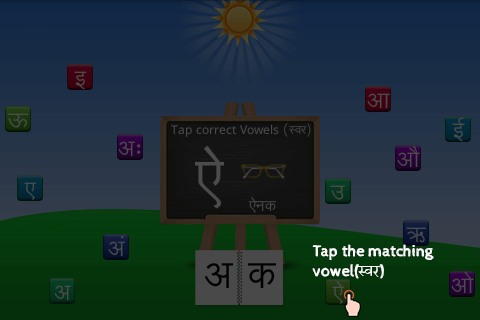 इ
आ
ऊ
Tap correct Vowels (स्वर)
ई
अः
औ
ऐ
ए
उ
ऐनक
ऋ
अं
Tap the matching
vowel(स्वर)
अ क
ओ
अ
ऐ